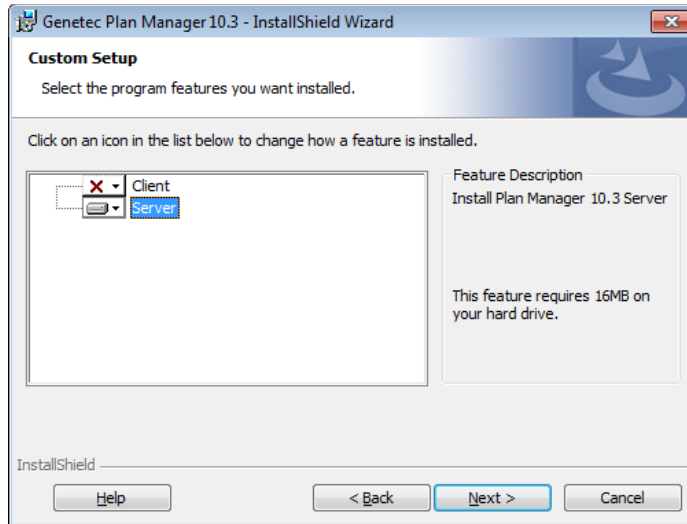 Genetec Plan Manager 10.3 - InstallShield Wizard
Custom Setup
Select the program features you want installed.
Click on an icon in the list below to change how a feature is installed.
Client
Server
Feature Description
Install Plan Manager 10.3 Server
This feature requires 16MB on
your hard drive.
InstallShield
Help
< Back
Next >
Cancel